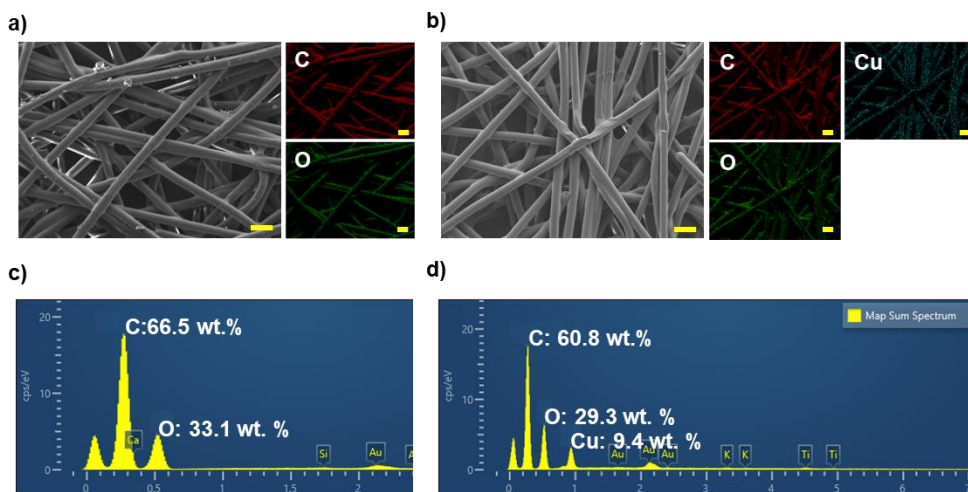 a)
C
O
b)
C
Cu
O
c)
20
10
0
cps/eV
C:66.5 wt.%
O: 33.1 wt. %
Ca
Si
Au
A
0
0.5
1
1.5
2
d)
20
10
0
cps/eV
Map Sum Spectrum
C: 60.8 wt.%
O: 29.3 wt. %
Cu: 9.4 wt. %
Au
Au
Au
K
K
Ti
Ti
0
1
2
3
4
5
6